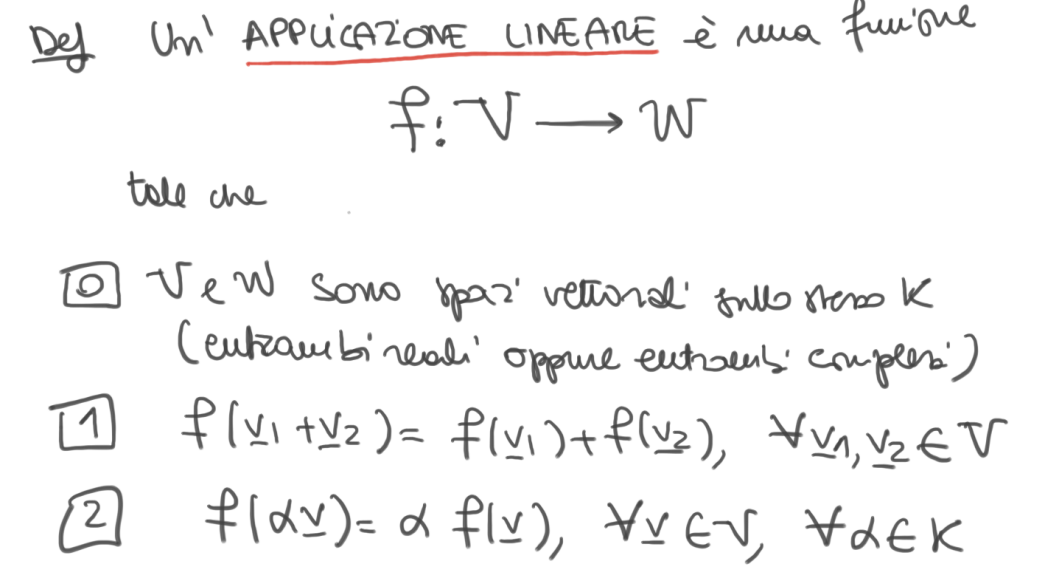 Def Un' APPLICAZIONE LINEARE è una funzione
f: V → W
tale che
0 V e W sono spazi vettoriali sullo stesso K
(entrambi reali oppure entrambi complessi)
1 f(v1 + v2) = f(v1) + f(v2), ∀ v1, v2 ∈ V
2 f(αv) = α f(v), ∀ v ∈ V, ∀ α ∈ K